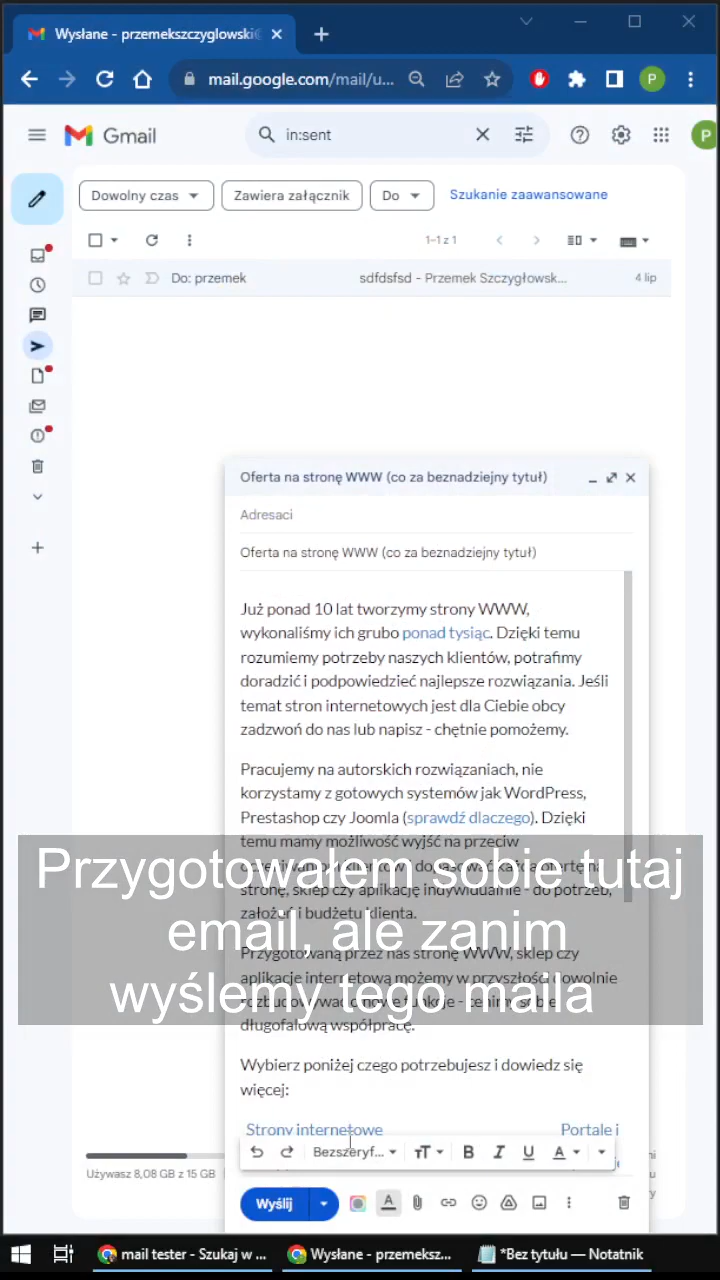 Wysłane - przemekszczyglowski
mail.google.com/mail/u...
P
Gmail
in:sent
P
Dowolny czas
Zawiera załącznik
Do
Szukanie zaawansowane
1–1 z 1
Do: przemek
sdfdsfsd - Przemek Szczygłowsk...
4 lip
Oferta na stronę WWW (co za beznadziejny tytuł)
Adresaci
Oferta na stronę WWW (co za beznadziejny tytuł)
Już ponad 10 lat tworzymy strony WWW,
wykonaliśmy ich grubo ponad tysiąc. Dzięki temu
rozumiemy potrzeby naszych klientów, potrafimy
doradzić i podpowiedzieć najlepsze rozwiązania. Jeśli
temat stron internetowych jest dla Ciebie obcy
zadzwoń do nas lub napisz - chętnie pomożemy.
Pracujemy na autorskich rozwiązaniach, nie
korzystamy z gotowych systemów jak WordPress,
Prestashop czy Joomla (sprawdź dlaczego). Dzięki
temu mamy możliwość wyjść na przeciw
stronę, sklep czy aplikację indywidualnie - do potrzeb,
założeń i budżetu klienta.
Przygotowałem sobie tutaj
email, ale zanim
wyślemy tego maila
Przygotowaną przez nas stronę WWW, sklep czy
aplikację internetową możemy w przyszłości dowolnie
rozbudowywać o nowe funkcje - cenimy sobie
długofalową współpracę.
Wybierz poniżej czego potrzebujesz i dowiedz się
więcej:
Strony internetowe
Portale i
Bezszeryf...
Używasz 8,08 GB z 15 GB
Wyślij
mail tester - Szukaj w ...
Wysłane - przemeksz...
*Bez tytułu — Notatnik